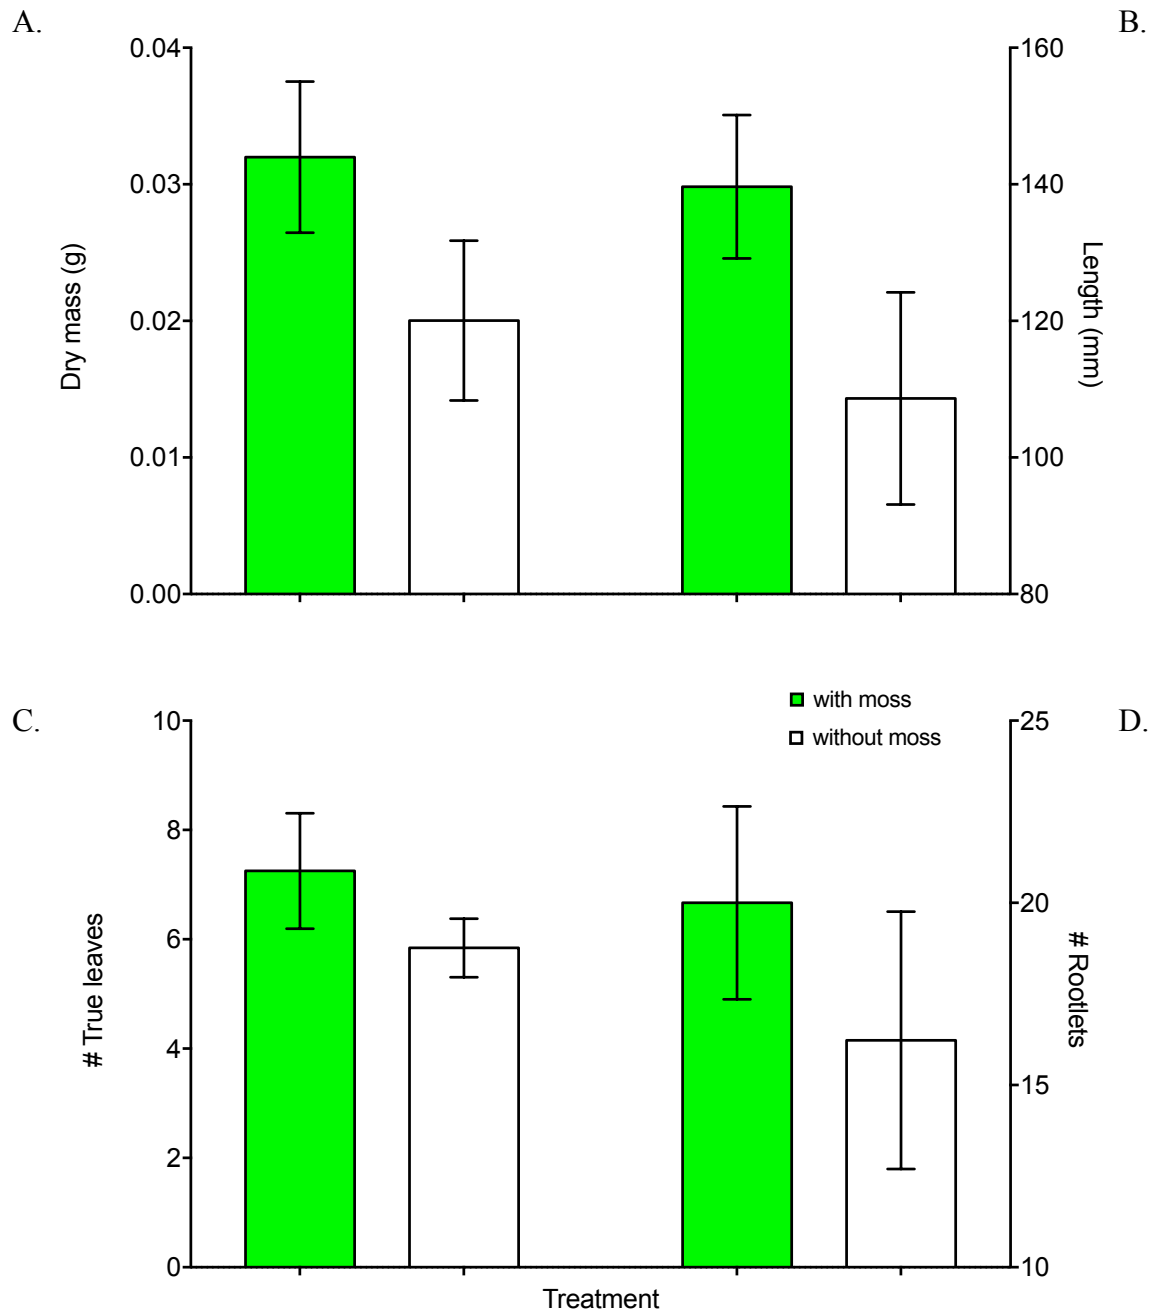 A.
B.
0.04
0.03
0.02
0.01
0.00
Dry mass (g)
160
140
120
100
80
Length (mm)
with moss
without moss
C.
D.
10
8
6
4
2
0
# True leaves
25
20
15
10
# Rootlets
Treatment